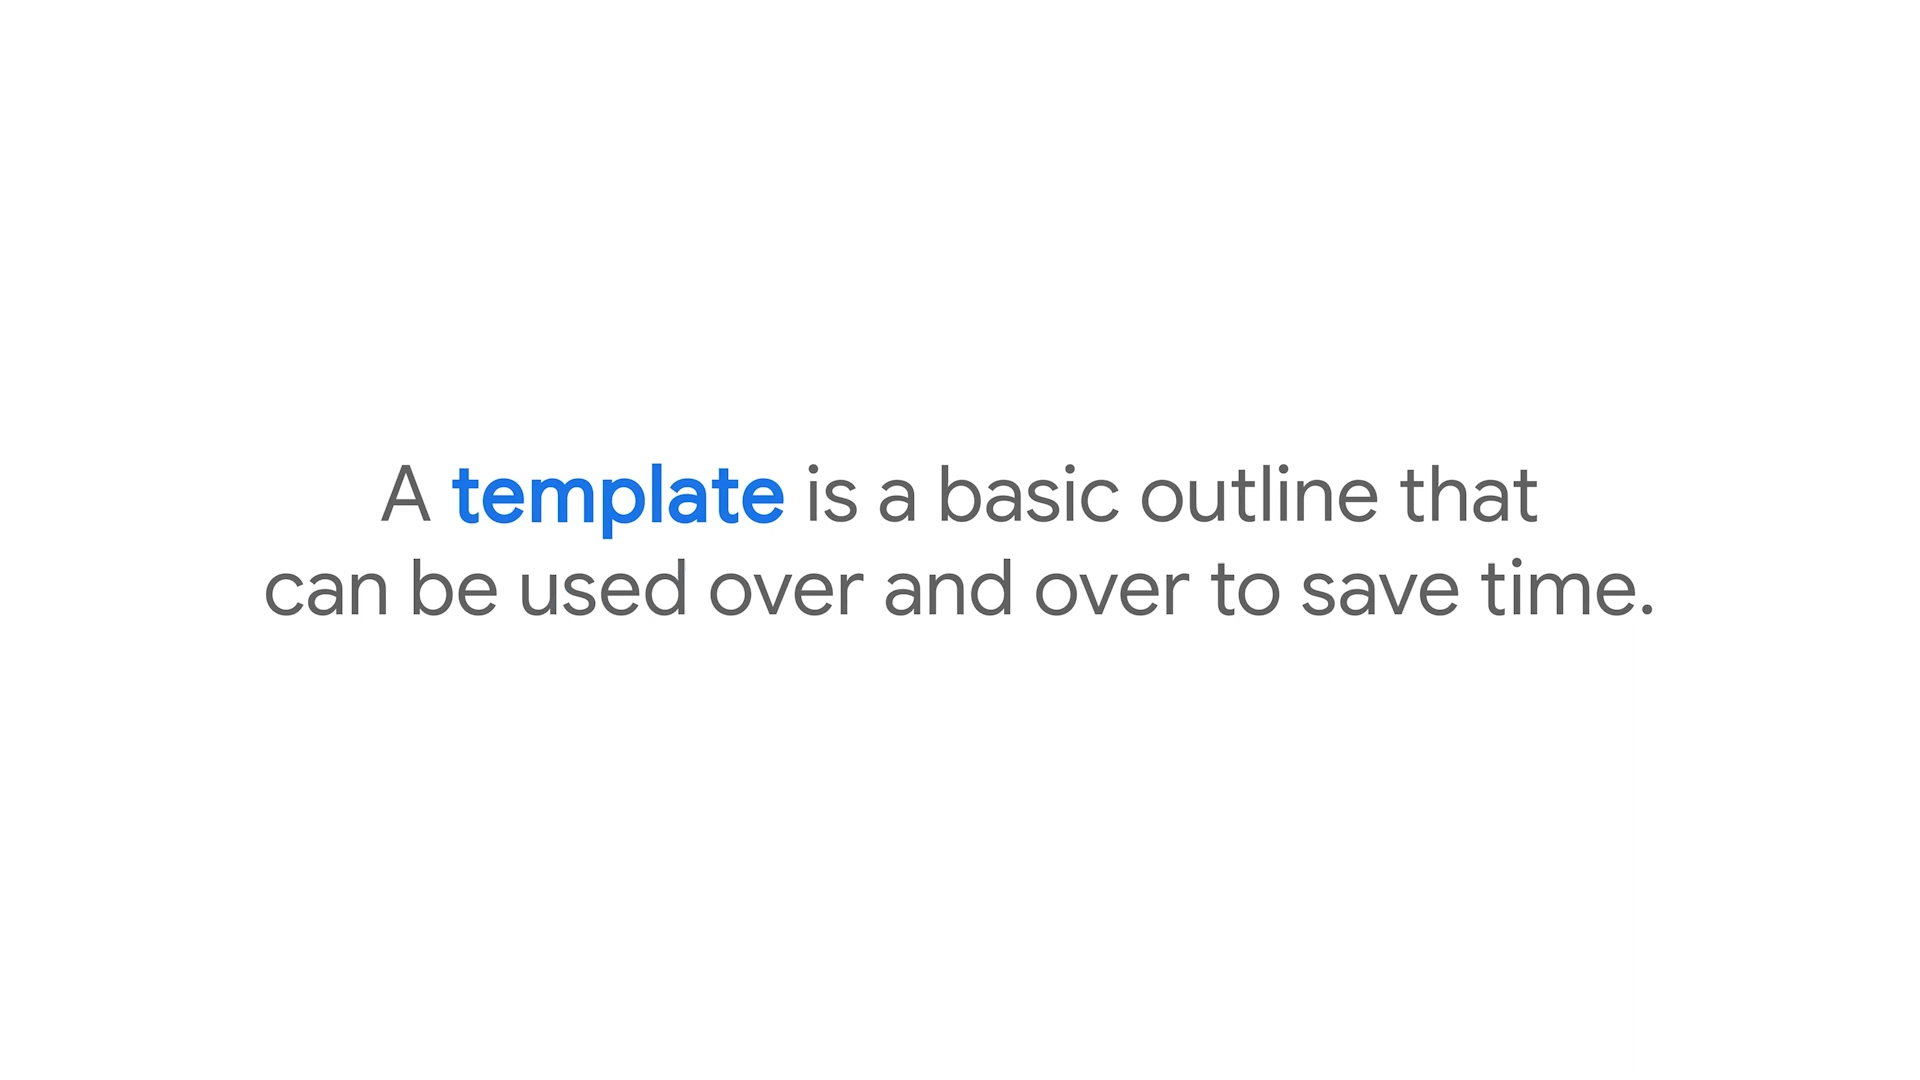 A template is a basic outline that
can be used over and over to save time.